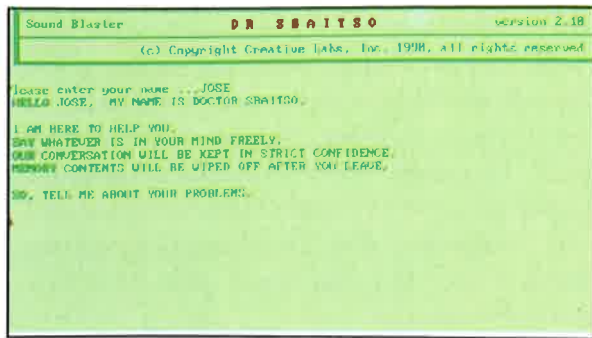 Sound Blaster DR SBAITSO version 2.10
(c) Copyright Creative Labs, Inc. 1990, all rights reserved
Please enter your name ...JOSE
HELLO JOSE, MY NAME IS DOCTOR SBAITSO.
I AM HERE TO HELP YOU.
SAY WHATEVER IS IN YOUR MIND FREELY.
OUR CONVERSATION WILL BE KEPT IN STRICT CONFIDENCE.
MEMORY CONTENTS WILL BE WIPED OFF AFTER YOU LEAVE.
SO, TELL ME ABOUT YOUR PROBLEMS.